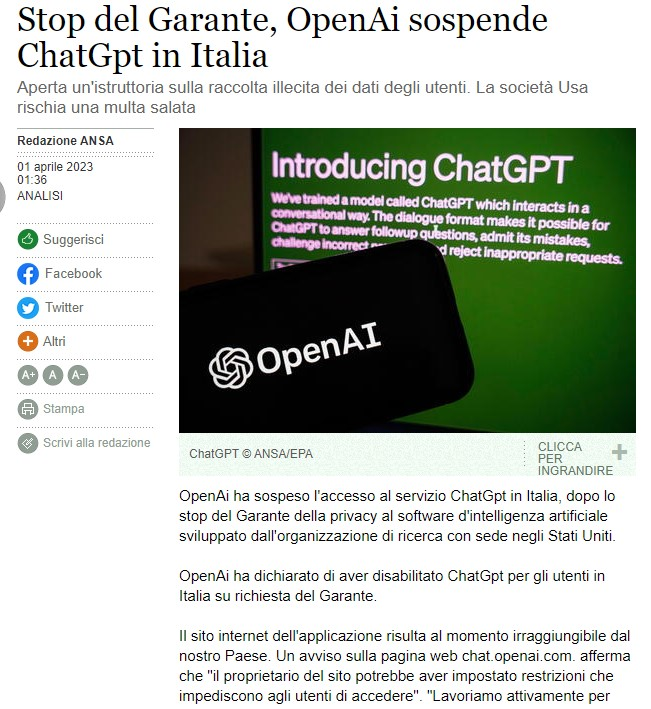 Stop del Garante, OpenAi sospende
ChatGpt in Italia
Aperta un'istruttoria sulla raccolta illecita dei dati degli utenti. La società Usa
rischia una multa salata
Redazione ANSA
01 aprile 2023
01:36
ANALISI
Suggerisci
Facebook
Twitter
Altri
A+ A A−
Stampa
Scrivi alla redazione
Introducing ChatGPT
We've trained a model called ChatGPT which interacts in a
conversational way. The dialogue format makes it possible for
ChatGPT to answer followup questions, admit its mistakes,
challenge incorrect
d reject inappropriate requests.
OpenAI
ChatGPT © ANSA/EPA
CLICCA
PER
INGRANDIRE
OpenAi ha sospeso l'accesso al servizio ChatGpt in Italia, dopo lo
stop del Garante della privacy al software d'intelligenza artificiale
sviluppato dall'organizzazione di ricerca con sede negli Stati Uniti.
OpenAi ha dichiarato di aver disabilitato ChatGpt per gli utenti in
Italia su richiesta del Garante.
Il sito internet dell'applicazione risulta al momento irraggiungibile dal
nostro Paese. Un avviso sulla pagina web chat.openai.com. afferma
che "il proprietario del sito potrebbe aver impostato restrizioni che
impediscono agli utenti di accedere". "Lavoriamo attivamente per